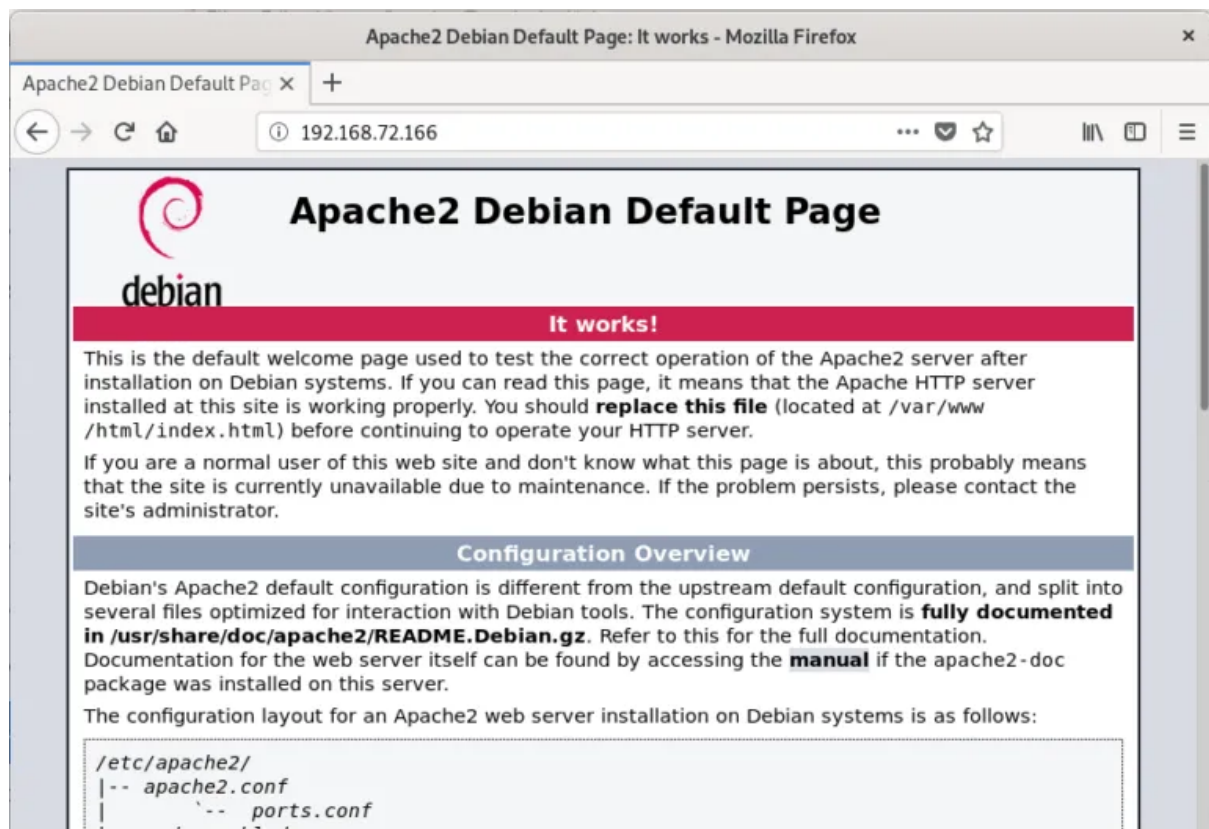 Apache2 Debian Default Page: It works - Mozilla Firefox
Apache2 Debian Default Pag
192.168.72.166
debian
Apache2 Debian Default Page
It works!
This is the default welcome page used to test the correct operation of the Apache2 server after
installation on Debian systems. If you can read this page, it means that the Apache HTTP server
installed at this site is working properly. You should replace this file (located at /var/www
/html/index.html) before continuing to operate your HTTP server.
If you are a normal user of this web site and don't know what this page is about, this probably means
that the site is currently unavailable due to maintenance. If the problem persists, please contact the
site's administrator.
Configuration Overview
Debian's Apache2 default configuration is different from the upstream default configuration, and split into
several files optimized for interaction with Debian tools. The configuration system is fully documented
in /usr/share/doc/apache2/README.Debian.gz. Refer to this for the full documentation.
Documentation for the web server itself can be found by accessing the manual if the apache2-doc
package was installed on this server.
The configuration layout for an Apache2 web server installation on Debian systems is as follows:
/etc/apache2/
|-- apache2.conf
|       `--  ports.conf